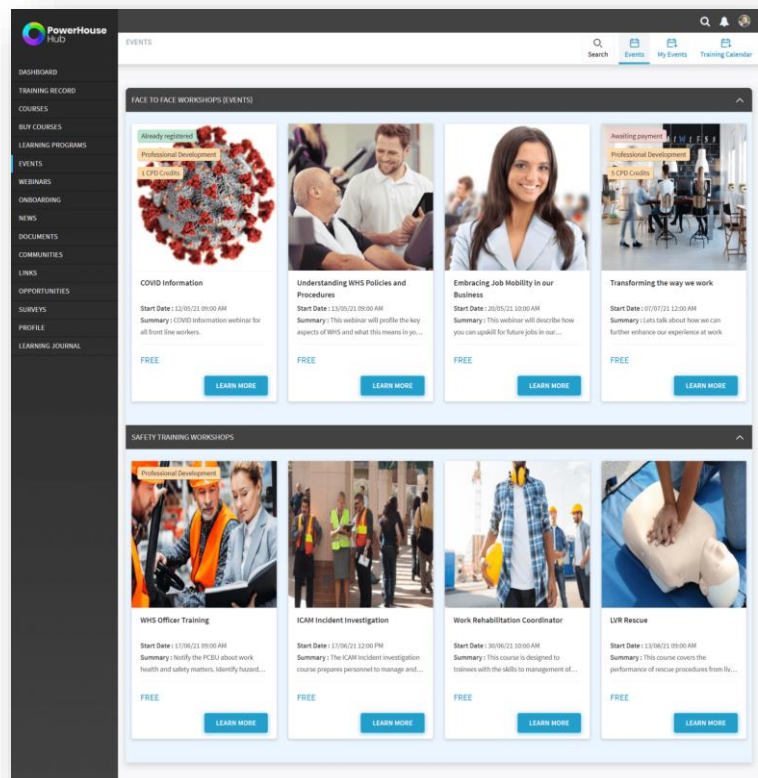 PowerHouse
Hub
DASHBOARD
TRAINING RECORD
COURSES
BUY COURSES
LEARNING PROGRAMS
EVENTS
WEBINARS
ONBOARDING
NEWS
DOCUMENTS
COMMUNITIES
LINKS
OPPORTUNITIES
SURVEYS
PROFILE
LEARNING JOURNAL
EVENTS
Search
Events
My Events
Training Calendar
FACE TO FACE WORKSHOPS (EVENTS)
Already registered
Professional Development
1 CPD Credits
COVID Information
Start Date : 12/05/21 09:00 AM
Summary : COVID Information webinar for
all front line workers.
FREE
LEARN MORE
Understanding WHS Policies and
Procedures
Start Date : 13/05/21 09:00 AM
Summary : This webinar will profile the key
aspects of WHS and what this means in yo...
FREE
LEARN MORE
Embracing Job Mobility in our
Business
Start Date : 20/05/21 10:00 AM
Summary : This webinar will describe how
you can upskill for future jobs in our...
FREE
LEARN MORE
Awaiting payment
Professional Development
5 CPD Credits
Transforming the way we work
Start Date : 07/07/21 12:00 AM
Summary : Lets talk about how we can
further enhance our experience at work
FREE
LEARN MORE
SAFETY TRAINING WORKSHOPS
Professional Development
WHS Officer Training
Start Date : 17/06/21 09:00 AM
Summary : Notify the PCBU about work
health and safety matters. Identify hazard...
FREE
LEARN MORE
ICAM Incident Investigation
Start Date : 17/06/21 12:00 PM
Summary : The ICAM Incident investigation
course prepares personnel to manage and...
FREE
LEARN MORE
Work Rehabilitation Coordinator
Start Date : 30/06/21 10:00 AM
Summary : This course is designed to
trainees with the skills to management of...
FREE
LEARN MORE
LVR Rescue
Start Date : 13/08/21 09:00 AM
Summary : This course covers the
performance of rescue procedures from liv...
FREE
LEARN MORE